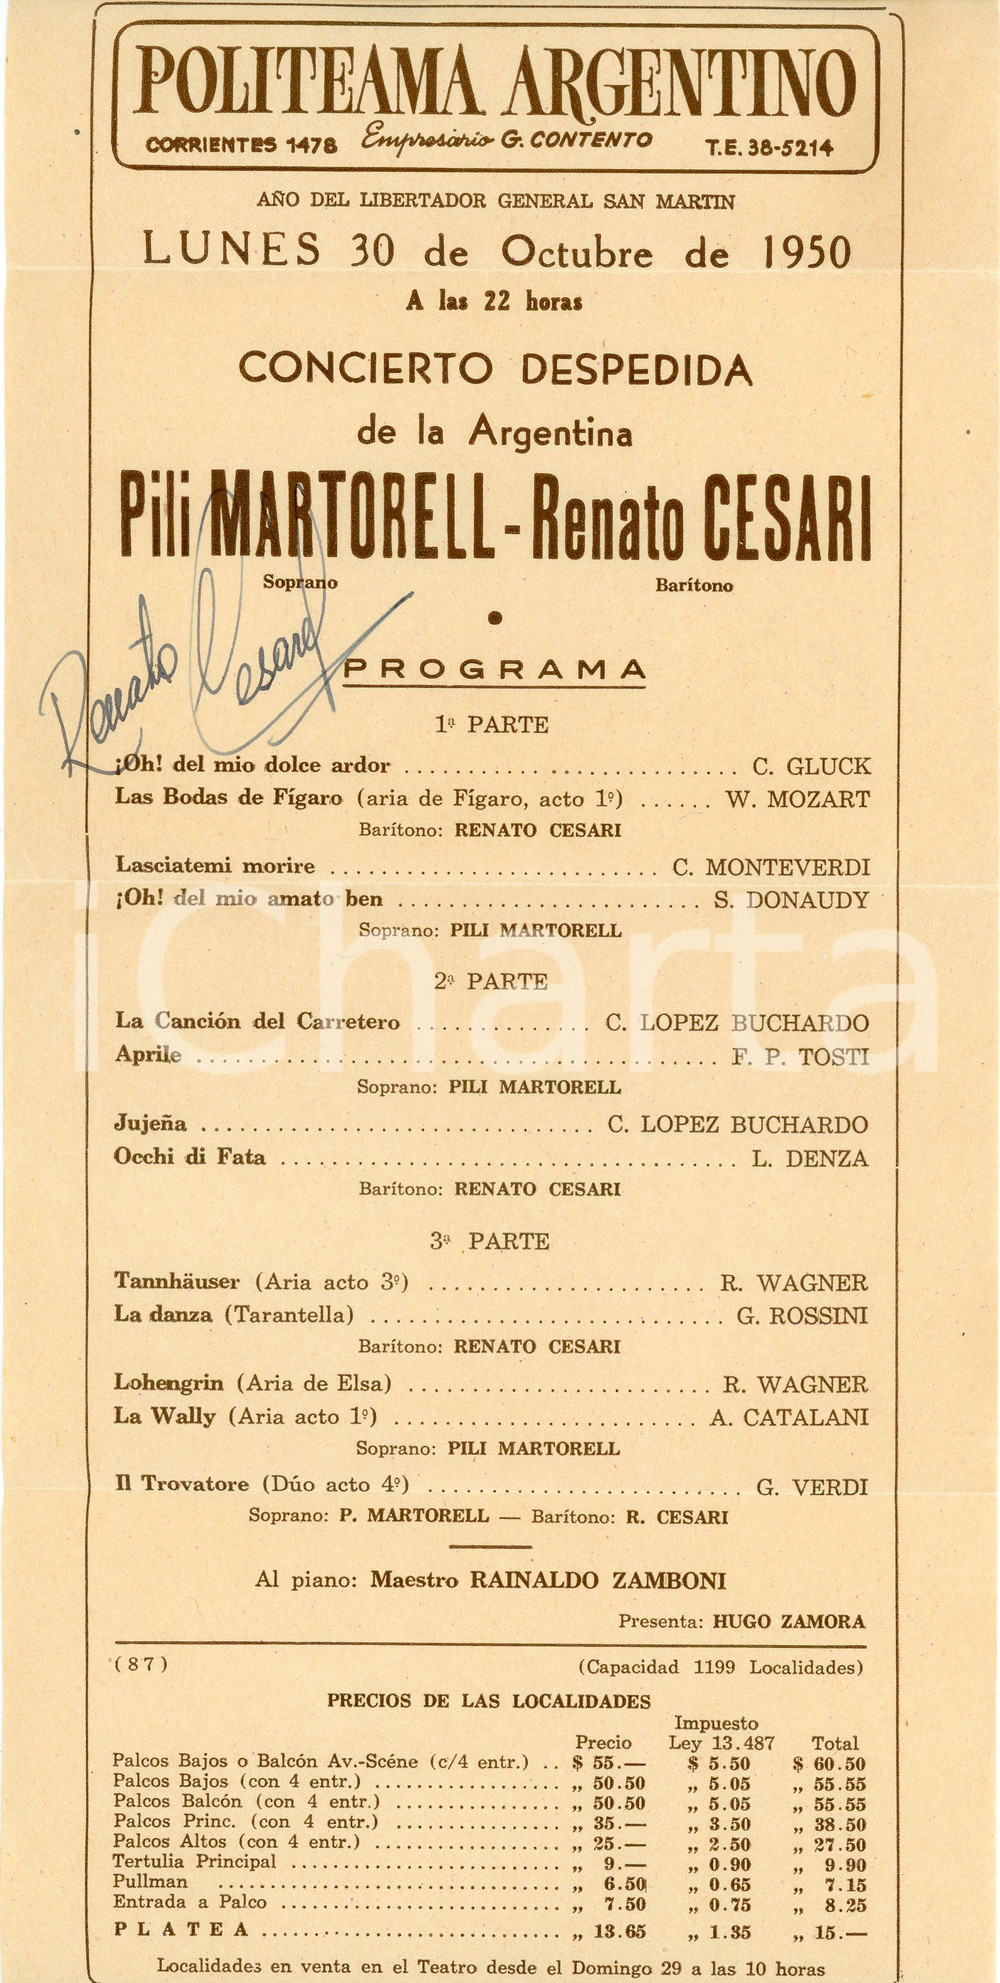 POLITEAMA ARGENTINO
CORRIENTES 1478 Empresario G. CONTENTO T.E. 38-5214
AÑO DEL LIBERTADOR GENERAL SAN MARTIN
LUNES 30 de Octubre de 1950
A las 22 horas
CONCIERTO DESPEDIDA
de la Argentina
Pili MARTORELL - Renato CESARI
Soprano Barítono
Renato Cesari
PROGRAMA
1ª PARTE
¡Oh! del mio dolce ardor ........................... C. GLUCK
Las Bodas de Fígaro (aria de Fígaro, acto 1º) ...... W. MOZART
Barítono: RENATO CESARI
Lasciatemi morire .......................... C. MONTEVERDI
¡Oh! del mio amato ben ........................ S. DONAUDY
Soprano: PILI MARTORELL
iCharta
2ª PARTE
La Canción del Carretero .............. C. LOPEZ BUCHARDO
Aprile ............................................ F. P. TOSTI
Soprano: PILI MARTORELL
Jujeña ............................... C. LOPEZ BUCHARDO
Occhi di Fata .................................... L. DENZA
Barítono: RENATO CESARI
3ª PARTE
Tannhäuser (Aria acto 3º) ...................... R. WAGNER
La danza (Tarantella) ............................ G. ROSSINI
Barítono: RENATO CESARI
Lohengrin (Aria de Elsa) ........................ R. WAGNER
La Wally (Aria acto 1º) ........................ A. CATALANI
Soprano: PILI MARTORELL
Il Trovatore (Dúo acto 4º) ......................... G. VERDI
Soprano: P. MARTORELL — Barítono: R. CESARI
Al piano: Maestro RAINALDO ZAMBONI
Presenta: HUGO ZAMORA
(87) (Capacidad 1199 Localidades)
PRECIOS DE LAS LOCALIDADES
Impuesto
Precio Ley 13.487 Total
Palcos Bajos o Balcón Av.-Scéne (c/4 entr.) .. $ 55.— $ 5.50 $ 60.50
Palcos Bajos (con 4 entr.) .................. „ 50.50 „ 5.05 „ 55.55
Palcos Balcón (con 4 entr.) ................ „ 50.50 „ 5.05 „ 55.55
Palcos Princ. (con 4 entr.) ................ „ 35.— „ 3.50 „ 38.50
Palcos Altos (con 4 entr.) .................. „ 25.— „ 2.50 „ 27.50
Tertulia Principal .......................... „ 9.— „ 0.90 „ 9.90
Pullman ................................. „ 6.50 „ 0.65 „ 7.15
Entrada a Palco ........................... „ 7.50 „ 0.75 „ 8.25
PLATEA ............................. „ 13.65 „ 1.35 „ 15.—
Localidades en venta en el Teatro desde el Domingo 29 a las 10 horas